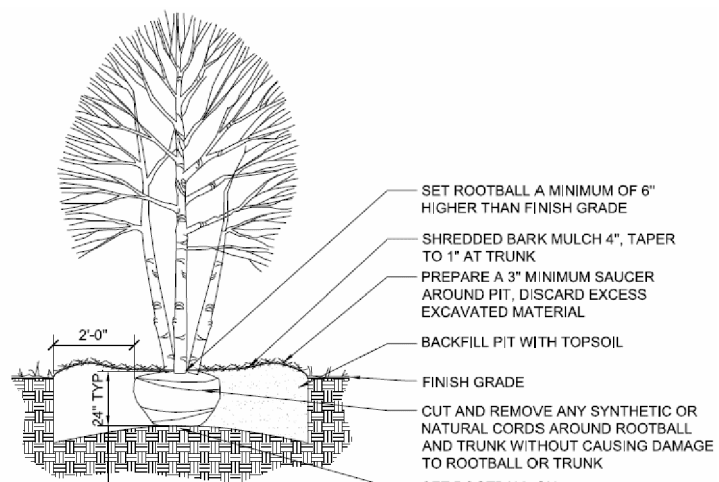 SET ROOTBALL A MINIMUM OF 6"
HIGHER THAN FINISH GRADE
SHREDDED BARK MULCH 4", TAPER
TO 1" AT TRUNK
PREPARE A 3" MINIMUM SAUCER
AROUND PIT, DISCARD EXCESS
EXCAVATED MATERIAL
2'-0"
BACKFILL PIT WITH TOPSOIL
FINISH GRADE
24" TYP.
CUT AND REMOVE ANY SYNTHETIC OR
NATURAL CORDS AROUND ROOTBALL
AND TRUNK WITHOUT CAUSING DAMAGE
TO ROOTBALL OR TRUNK